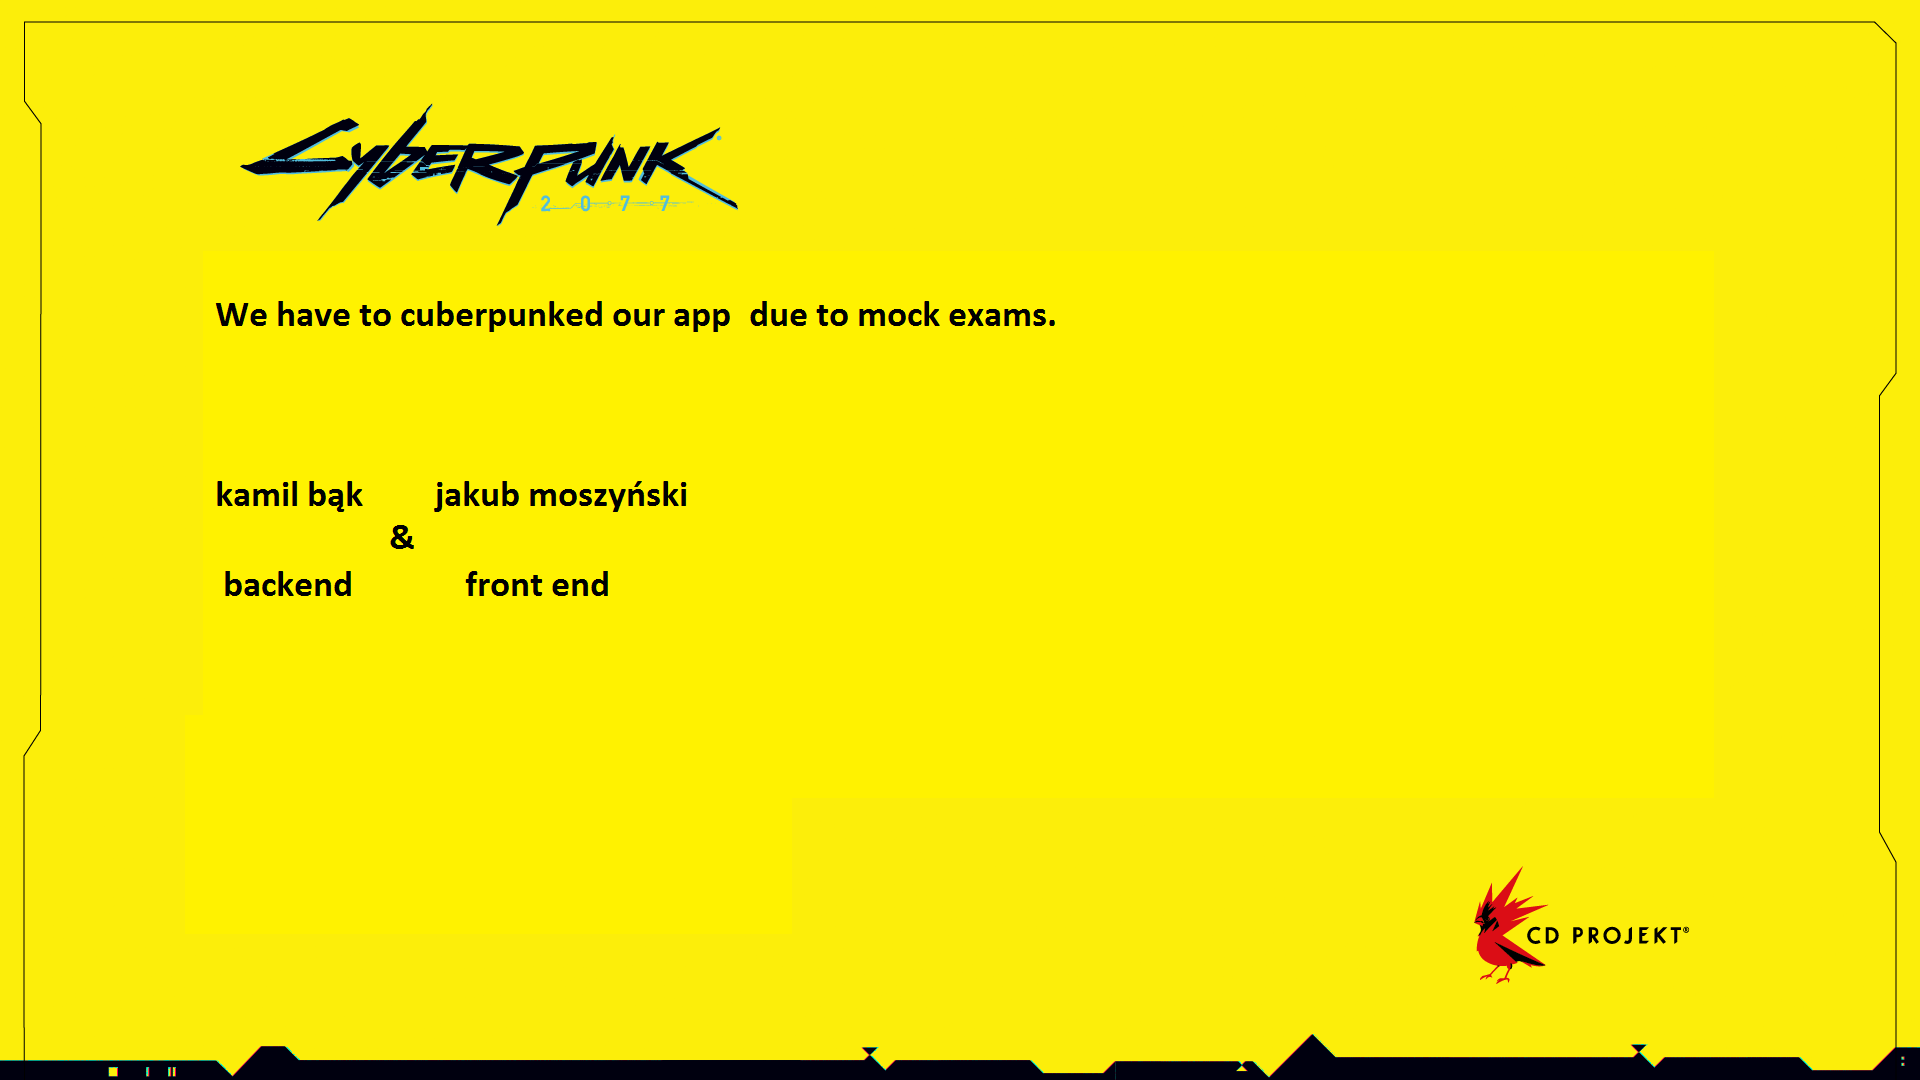 Cyberpunk
2077
We have to cuberpunked our app due to mock exams.
kamil bąk jakub moszyński
&
backend front end
CD PROJEKT®